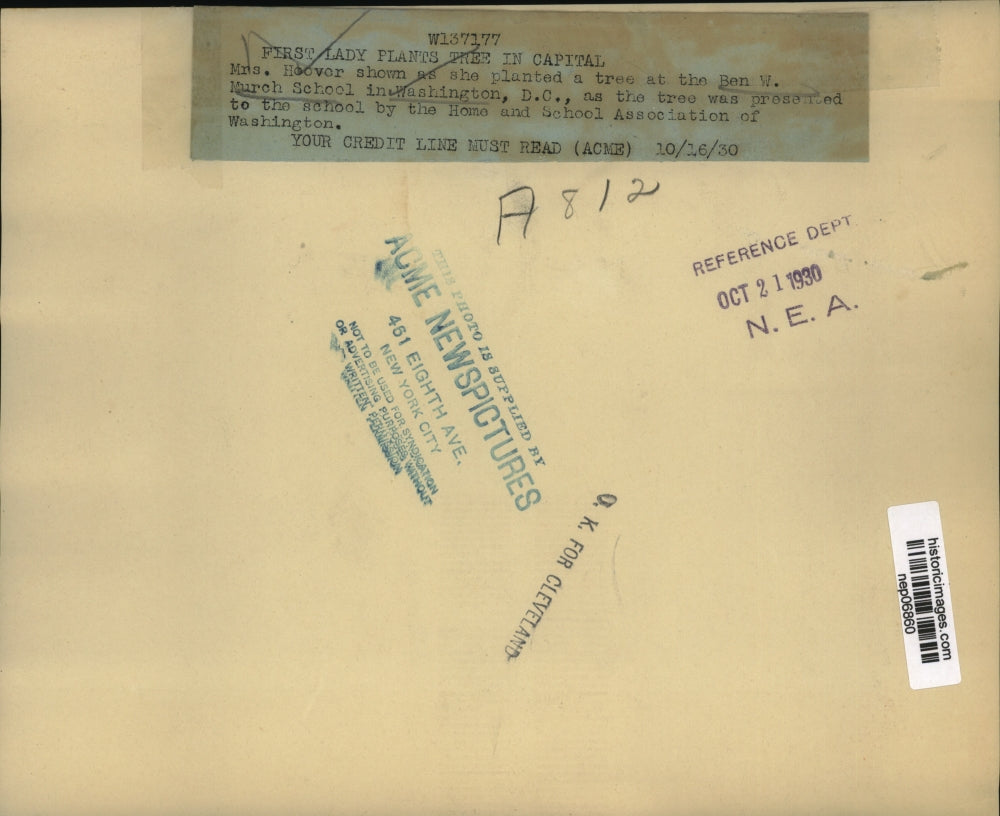 W137177
FIRST LADY PLANTS TREE IN CAPITAL
Mrs. Hoover shown as she planted a tree at the Ben W.
Murch School in Washington, D.C., as the tree was presented
to the school by the Home and School Association of
Washington.
YOUR CREDIT LINE MUST READ (ACME) 10/16/30
A812
REFERENCE DEPT.
OCT 21 1930
N. E. A.
THIS PHOTO IS SUPPLIED BY
ACME NEWSPICTURES
461 EIGHTH AVE.
NEW YORK CITY
NOT TO BE USED FOR SYNDICATION
OR ADVERTISING PURPOSES WITHOUT
WRITTEN PERMISSION
O. K. FOR CLEVELAND
historicimages.com
nep06860